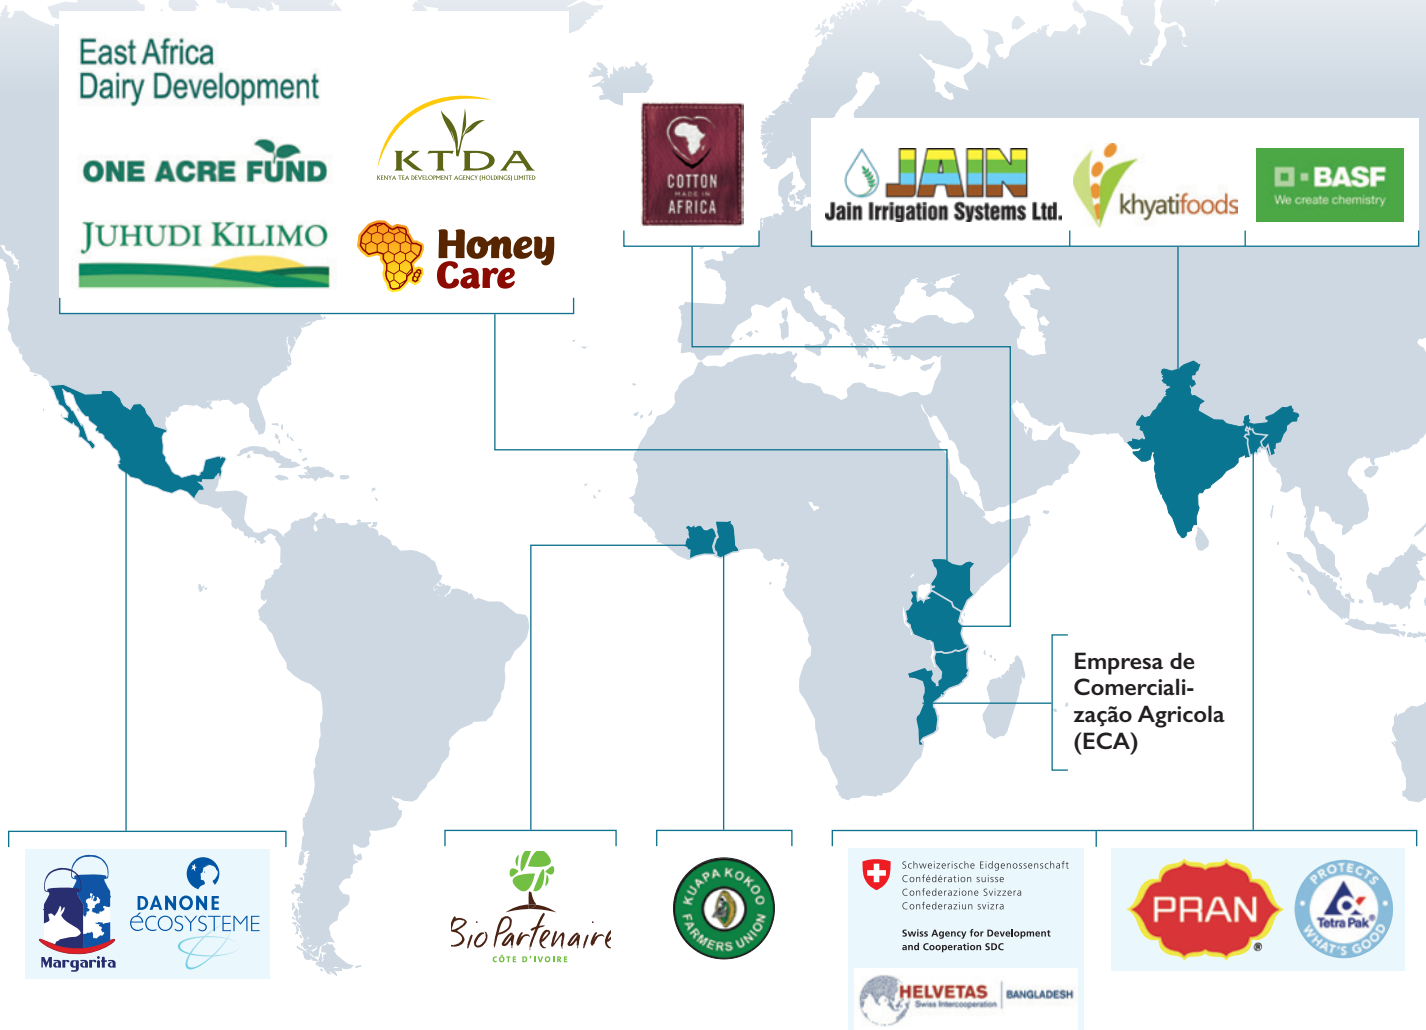 East Africa
Dairy Development
ONE ACRE FUND
KTDA
KENYA TEA DEVELOPMENT AGENCY (HOLDINGS) LIMITED
JUHUDI KILIMO
Honey
Care
COTTON
MADE IN
AFRICA
JAIN
Jain Irrigation Systems Ltd.
khyatifoods
BASF
We create chemistry
Empresa de
Comerciali-
zação Agricola
(ECA)
Margarita
DANONE
éCOSYSTEME
Bio Partenaire
CÔTE D'IVOIRE
KUAPA KOKOO
FARMERS UNION
Schweizerische Eidgenossenschaft
Confédération suisse
Confederazione Svizzera
Confederaziun svizra
Swiss Agency for Development
and Cooperation SDC
HELVETAS
Swiss Intercooperation
BANGLADESH
PRAN
®
PROTECTS
Tetra Pak®
WHAT'S GOOD